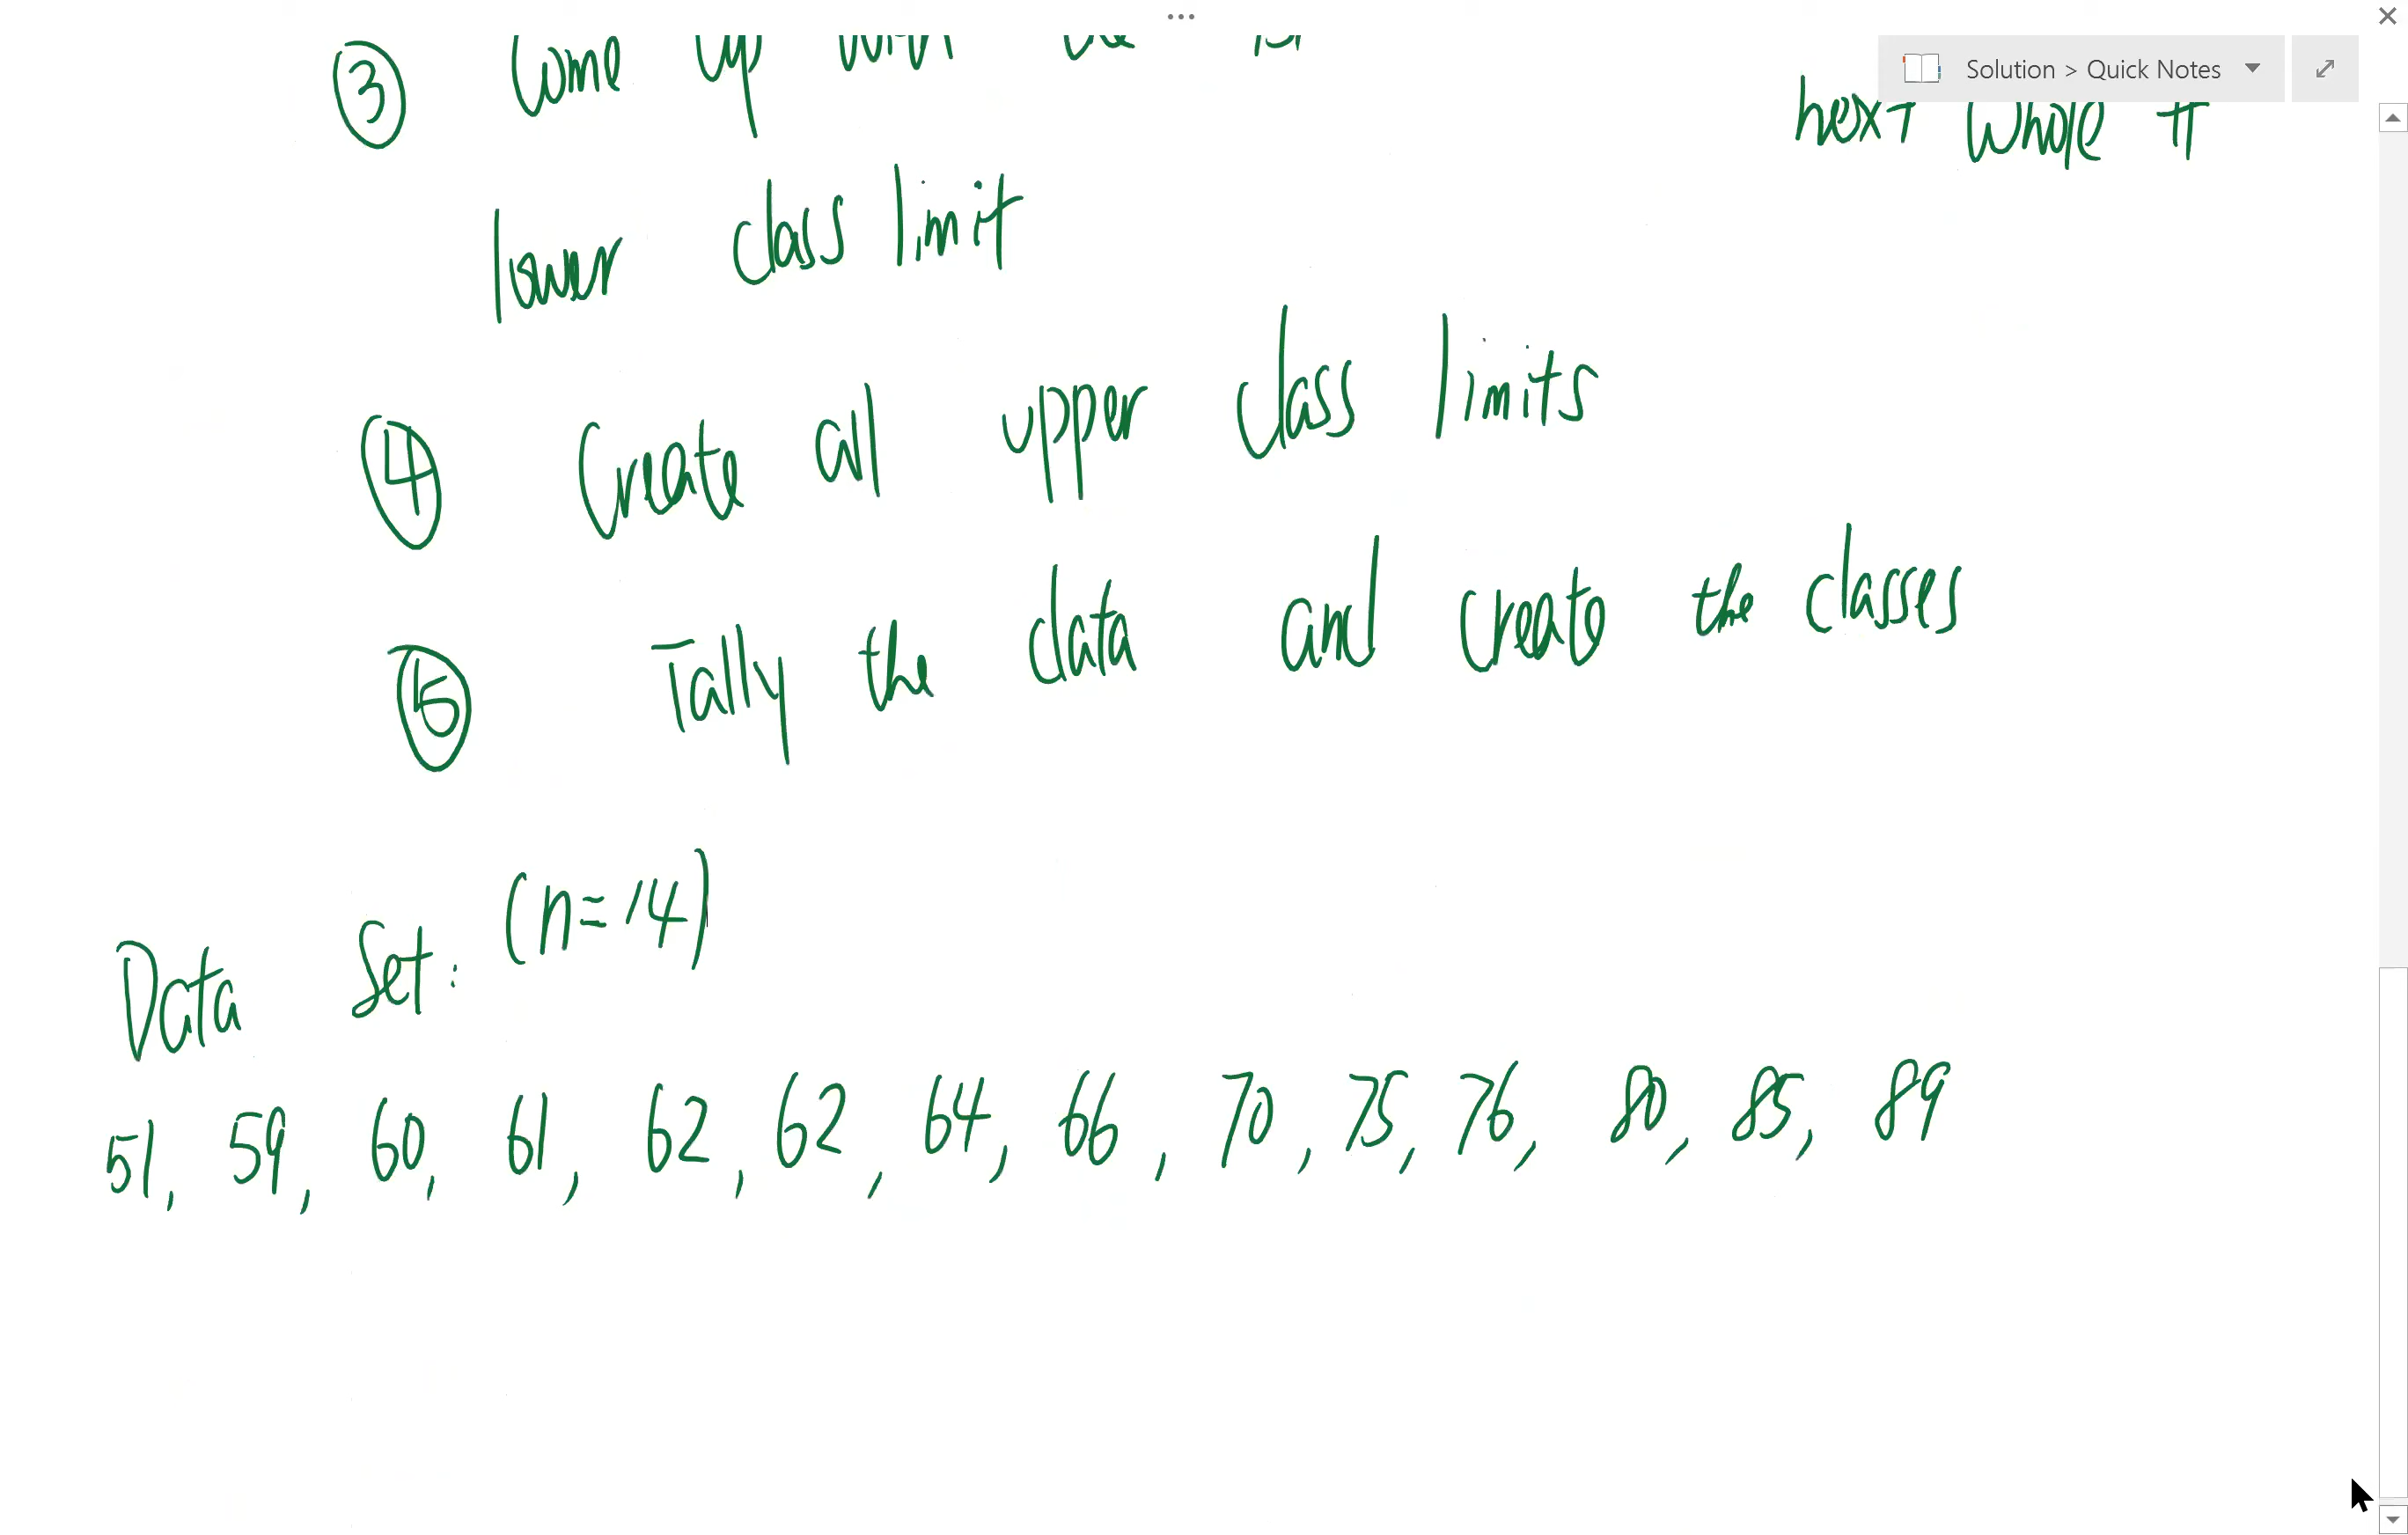 ③ up
Solution > Quick Notes
next whole #
lower class limit
④ Create all upper class limits
⑤ Tally the data and create the classes
Data Set: (n=14)
51, 59, 60, 61, 62, 62, 64, 66, 70, 75, 76, 80, 85, 89